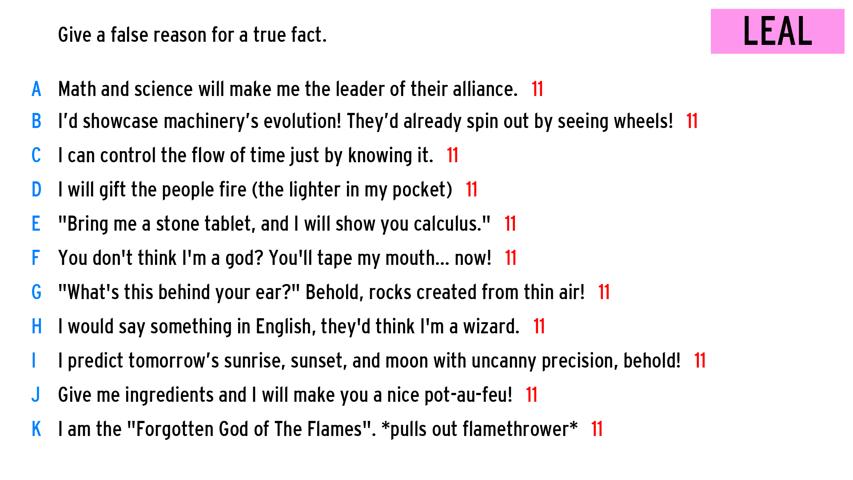 Give a false reason for a true fact.
LEAL
A Math and science will make me the leader of their alliance. 11
B I’d showcase machinery’s evolution! They’d already spin out by seeing wheels! 11
C I can control the flow of time just by knowing it. 11
D I will gift the people fire (the lighter in my pocket) 11
E "Bring me a stone tablet, and I will show you calculus." 11
F You don't think I'm a god? You'll tape my mouth... now! 11
G "What's this behind your ear?" Behold, rocks created from thin air! 11
H I would say something in English, they'd think I'm a wizard. 11
I I predict tomorrow’s sunrise, sunset, and moon with uncanny precision, behold! 11
J Give me ingredients and I will make you a nice pot-au-feu! 11
K I am the "Forgotten God of The Flames". *pulls out flamethrower* 11